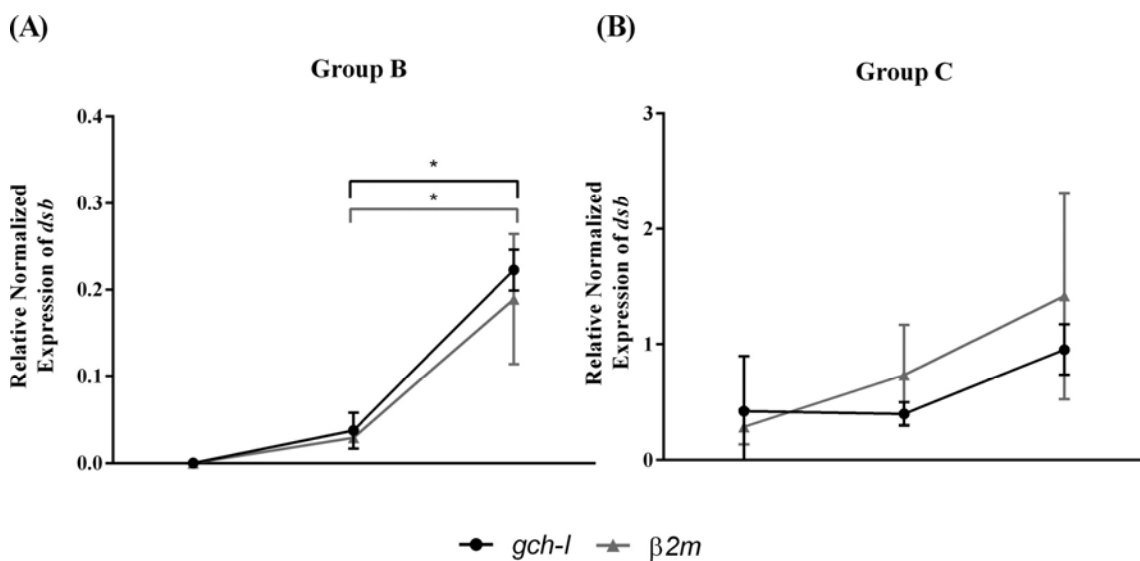 (A)
Group B
Relative Normalized
Expression of dsb
0.4
0.3
0.2
0.1
0.0
*
*
(B)
Group C
Relative Normalized
Expression of dsb
3
2
1
0
gch-I
β2m